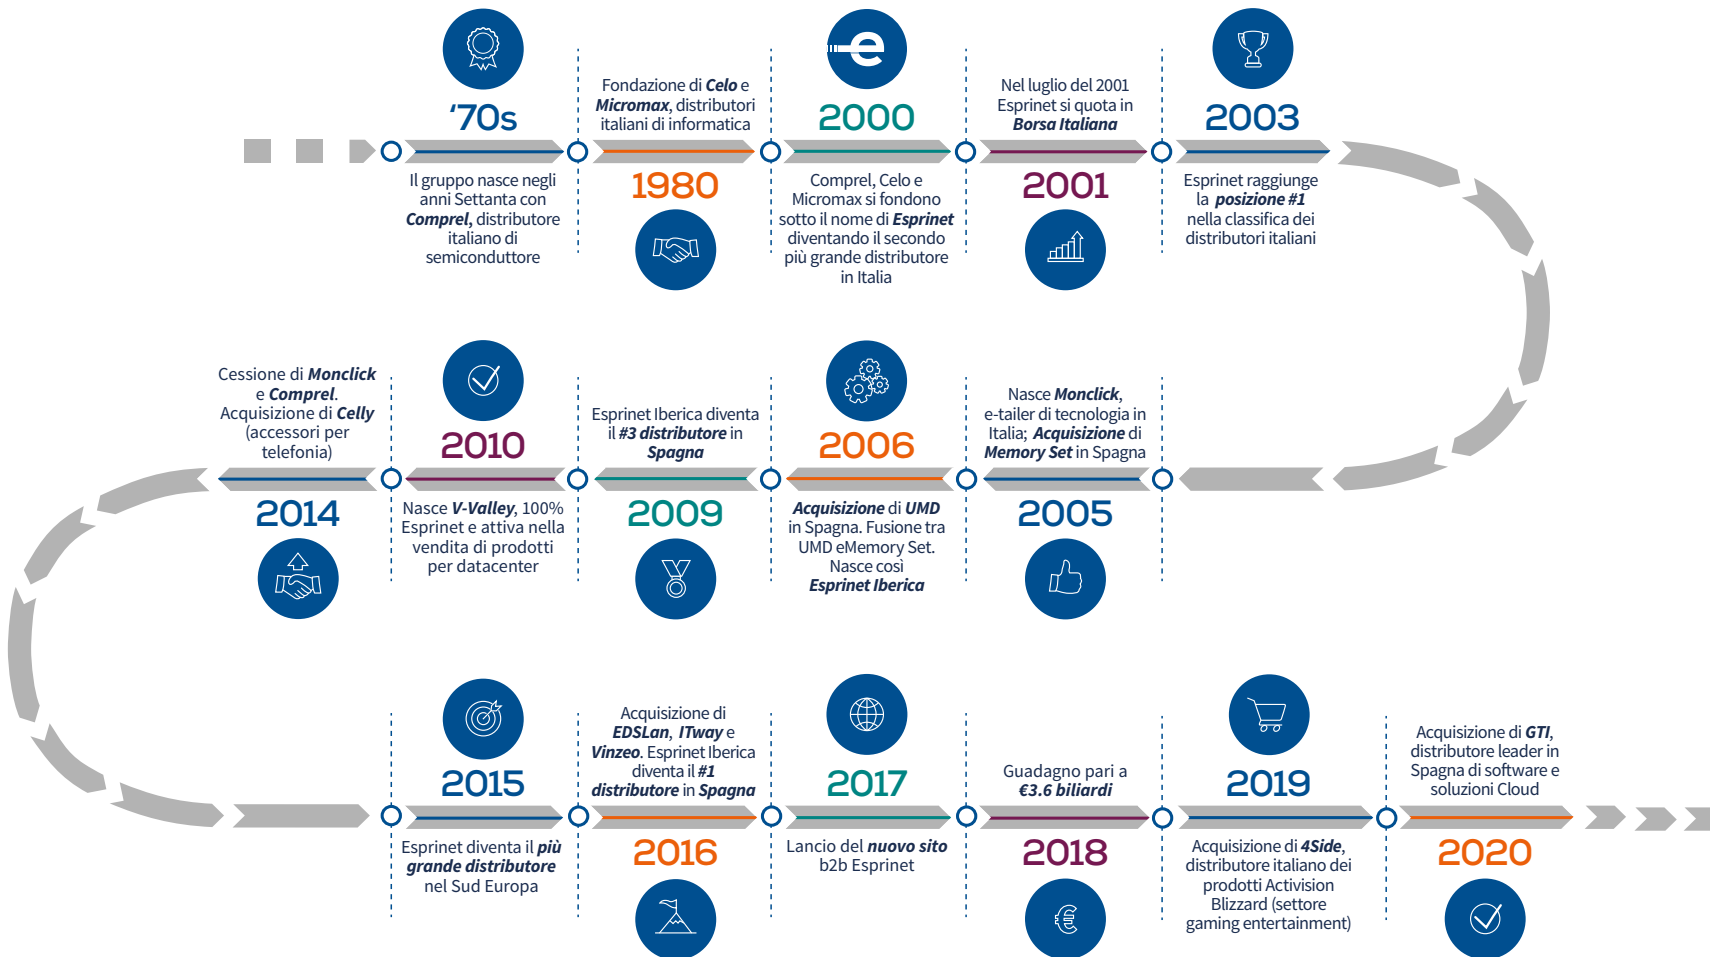 '70s
Il gruppo nasce negli
anni Settanta con
Comprel, distributore
italiano di
semiconduttore
Fondazione di Celo e
Micromax, distributori
italiani di informatica
1980
e
2000
Comprel, Celo e
Micromax si fondono
sotto il nome di Esprinet
diventando il secondo
più grande distributore
in Italia
Nel luglio del 2001
Esprinet si quota in
Borsa Italiana
2001
2003
Esprinet raggiunge
la posizione #1
nella classifica dei
distributori italiani
Nasce Monclick,
e-tailer di tecnologia in
Italia; Acquisizione di
Memory Set in Spagna
2005
2006
Acquisizione di UMD
in Spagna. Fusione tra
UMD eMemory Set.
Nasce così
Esprinet Iberica
Esprinet Iberica diventa
il #3 distributore in
Spagna
2009
2010
Nasce V-Valley, 100%
Esprinet e attiva nella
vendita di prodotti
per datacenter
Cessione di Monclick
e Comprel.
Acquisizione di Celly
(accessori per
telefonia)
2014
2015
Esprinet diventa il più
grande distributore
nel Sud Europa
Acquisizione di
EDSLan, ITway e
Vinzeo. Esprinet Iberica
diventa il #1
distributore in Spagna
2016
2017
Lancio del nuovo sito
b2b Esprinet
Guadagno pari a
€3.6 biliardi
2018
€
2019
Acquisizione di 4Side,
distributore italiano dei
prodotti Activision
Blizzard (settore
gaming entertainment)
Acquisizione di GTI,
distributore leader in
Spagna di software e
soluzioni Cloud
2020